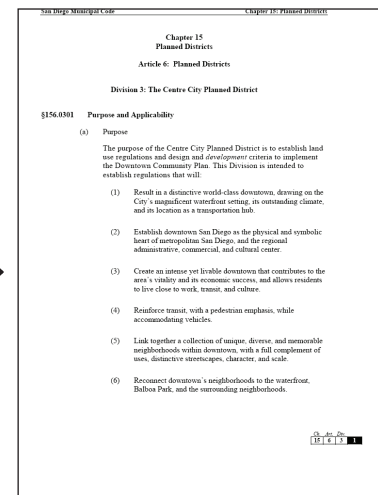 San Diego Municipal Code Chapter 15: Planned Districts
Chapter 15
Planned Districts
Article 6: Planned Districts
Division 3: The Centre City Planned District
§156.0301 Purpose and Applicability
(a) Purpose
The purpose of the Centre City Planned District is to establish land
use regulations and design and development criteria to implement
the Downtown Community Plan. This Division is intended to
establish regulations that will:
(1) Result in a distinctive world-class downtown, drawing on the
City's magnificent waterfront setting, its outstanding climate,
and its location as a transportation hub.
(2) Establish downtown San Diego as the physical and symbolic
heart of metropolitan San Diego, and the regional
administrative, commercial, and cultural center.
(3) Create an intense yet livable downtown that contributes to the
area's vitality and its economic success, and allows residents
to live close to work, transit, and culture.
(4) Reinforce transit, with a pedestrian emphasis, while
accommodating vehicles.
(5) Link together a collection of unique, diverse, and memorable
neighborhoods within downtown, with a full complement of
uses, distinctive streetscapes, character, and scale.
(6) Reconnect downtown's neighborhoods to the waterfront,
Balboa Park, and the surrounding neighborhoods.
Ch. Art. Div.
15 6 3 1